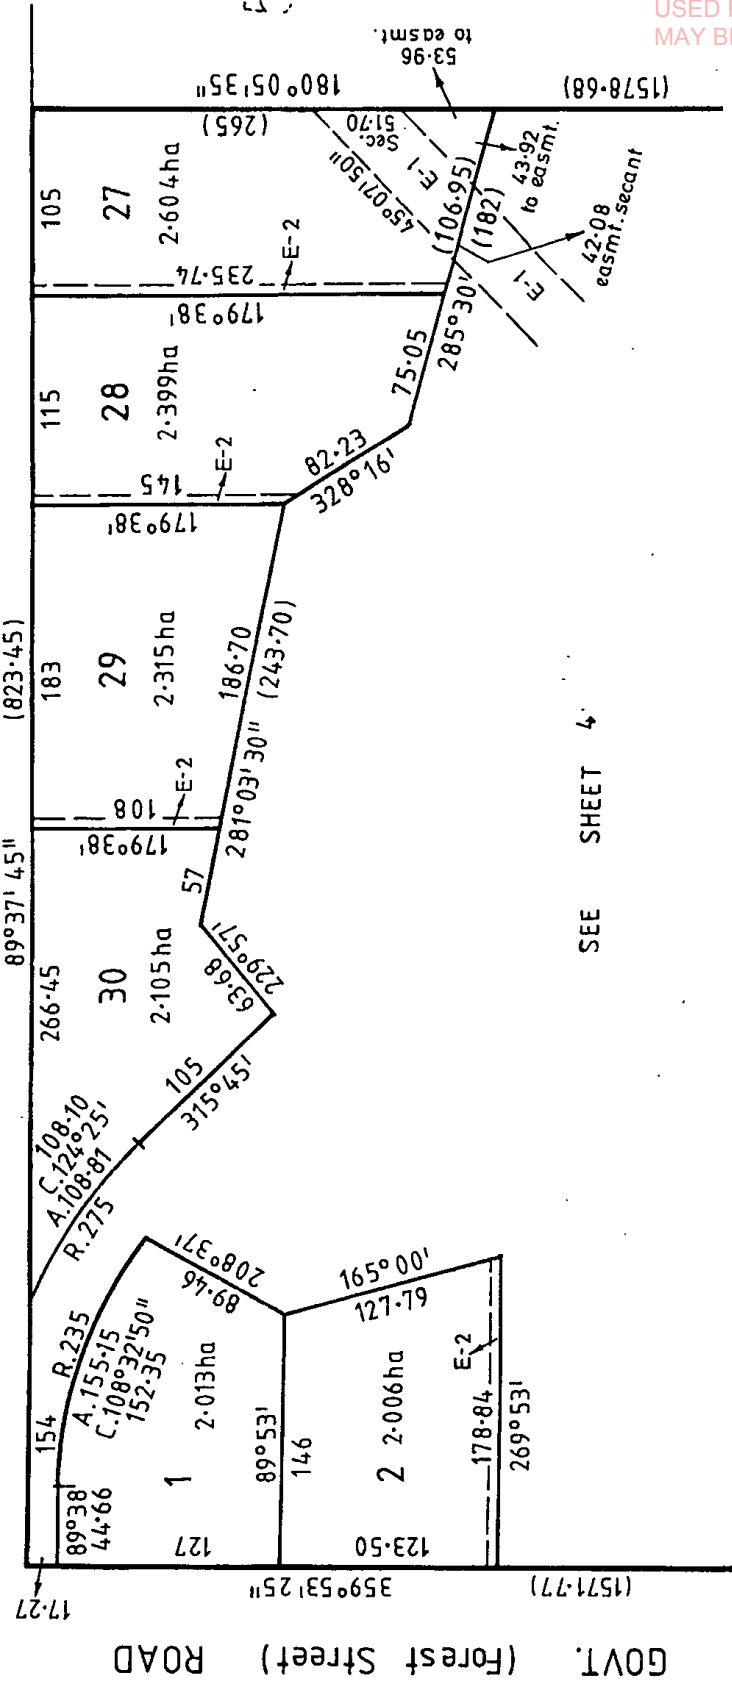 USED
MAY B
53·96
to easmt.
180°05'35"
(1578·68)
(265)
Sec.
51·70
E-1
45°07'50"
(106·95)
(182)
43·92
to easmt.
42·08
easmt. secant
E-1
105
27
2·604ha
235·74
E-2
179°38'
75·05
285°30'
115
28
2·399ha
82·23
328°16'
145
E-2
179°38'
(823·45)
183
29
2·315ha
186·70
(243·70)
281°03'30"
108
E-2
179°38'
89°37'45"
57
266·45
30
2·105ha
229°57'
63·68
105
315°45'
108·10
C.124°25'
A.108·81
R.275
R.235
A.155·15
C.108°32'50"
152·35
154
89°38'
44·66
1
2·013ha
208°37'
89·46
127
89°53'
146
165°00'
127·79
2
2·006ha
E-2
178·84
269°53'
123·50
359°53'25"
(1571·77)
17·27
SEE SHEET 4
GOVT. (Forest Street) ROAD